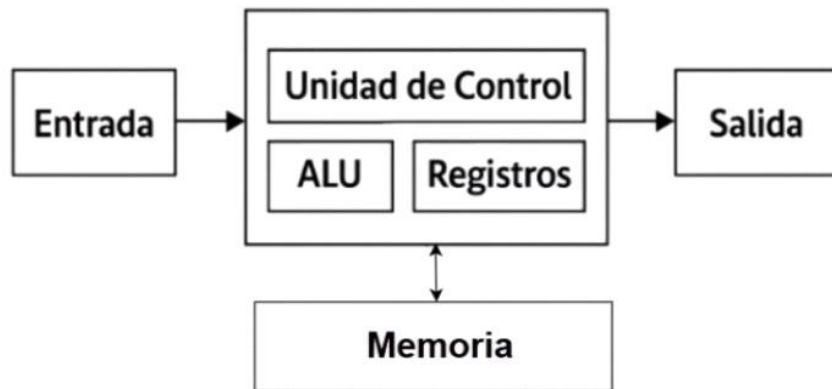 Unidad de Control
Entrada
ALU
Registros
Salida
Memoria